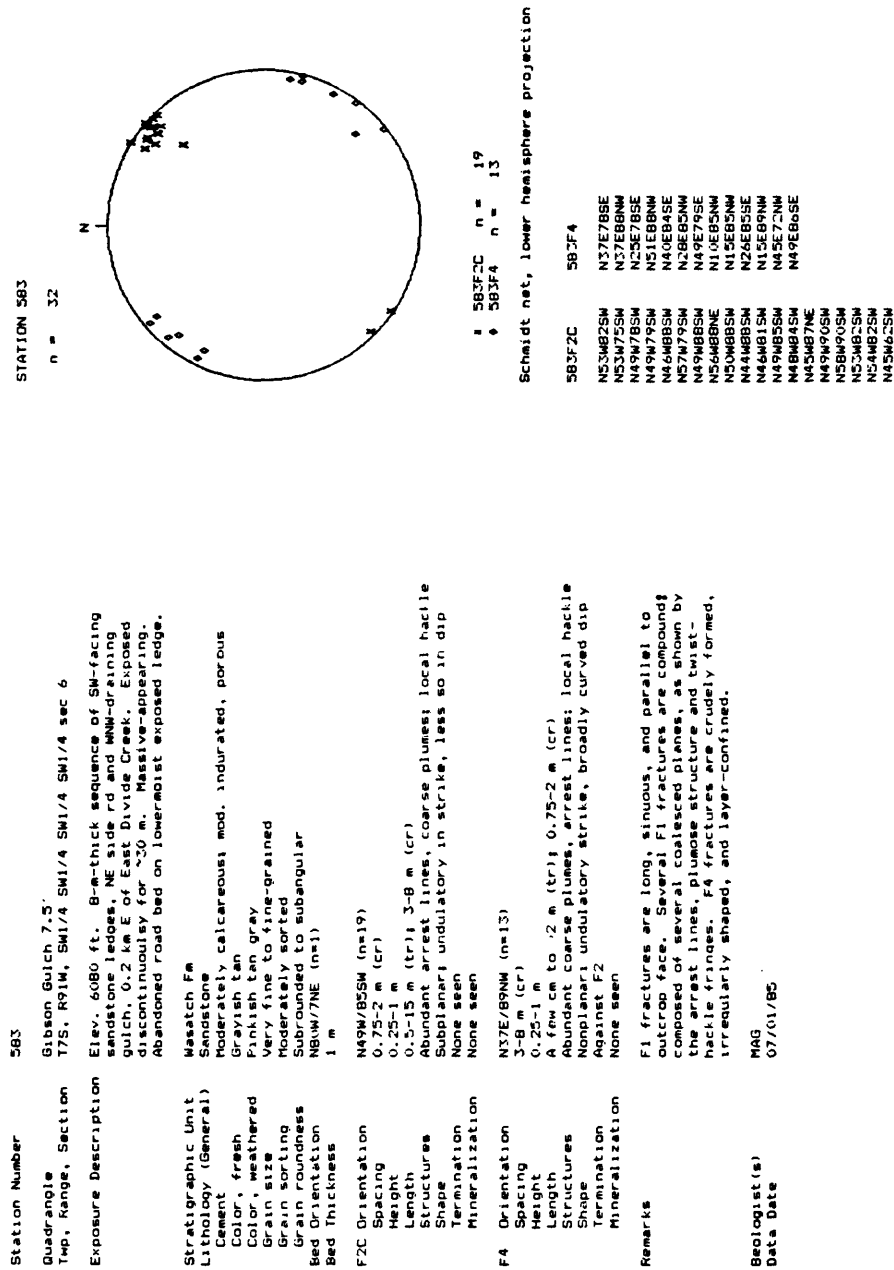 Station Number 583
Quadrangle Gibson Gulch 7.5'
Twp, Range, Section T7S, R91W, SW1/4 SW1/4 SW1/4 sec 6
Exposure Description Elev. 6080 ft. 8-m-thick sequence of SW-facing
sandstone ledges, NE side rd and WNW-draining
gulch, 0.2 km E of East Divide Creek. Exposed
discontinuoulsy for ~30 m. Massive-appearing.
Abandoned road bed on lowermoist exposed ledge.
Stratigraphic Unit Wasatch Fm
Lithology (General) Sandstone
Cement Moderately calcareous; mod. indurated, porous
Color, fresh Grayish tan
Color, weathered Pinkish tan gray
Grain size Very fine to fine-grained
Grain sorting Moderately sorted
Grain roundness Subrounded to subangular
Bed Orientation N80W/7NE (n=1)
Bed Thickness 1 m
F2C Orientation N49W/85SW (n=19)
Spacing 0.75-2 m (cr)
Height 0.25-1 m
Length 0.5-15 m (tr); 3-8 m (cr)
Structures Abundant arrest lines, coarse plumes; local hackle
Shape Subplanar; undulatory in strike, less so in dip
Termination None seen
Mineralization None seen
F4 Orientation N37E/89NW (n=13)
Spacing 3-8 m (cr)
Height 0.25-1 m
Length A few cm to 2 m (tr); 0.75-2 m (cr)
Structures Abundant coarse plumes, arrest lines; local hackle
Shape Nonplanar; undulatory strike, broadly curved dip
Termination Against F2
Mineralization None seen
Remarks F1 fractures are long, sinuous, and parallel to
outcrop face. Several F1 fractures are compound;
composed of several coalesced planes, as shown by
the arrest lines, plumose structure and twist-
hackle fringes. F4 fractures are crudely formed,
irregularly shaped, and layer-confined.
Geologist(s) MAG
Data Date 07/01/85
STATION 583
n = 32
N
x 583F2C n = 19
◆ 583F4 n = 13
Schmidt net, lower hemisphere projection
583F2C 583F4
N53W82SW N37E78SE
N53W75SW N37E88NW
N49W78SW N25E78SE
N49W79SW N51E88NW
N46W88SW N40E84SE
N57W79SW N28E85NW
N49W88SW N49E79SE
N56W88NE N10E85NW
N50W88SW N15E85NW
N44W88SW N26E85SE
N46W81SW N15E89NW
N49W85SW N45E72NW
N48W84SW N49E86SE
N45W87NE
N49W90SW
N58W90SW
N53W82SW
N54W82SW
N45W62SW